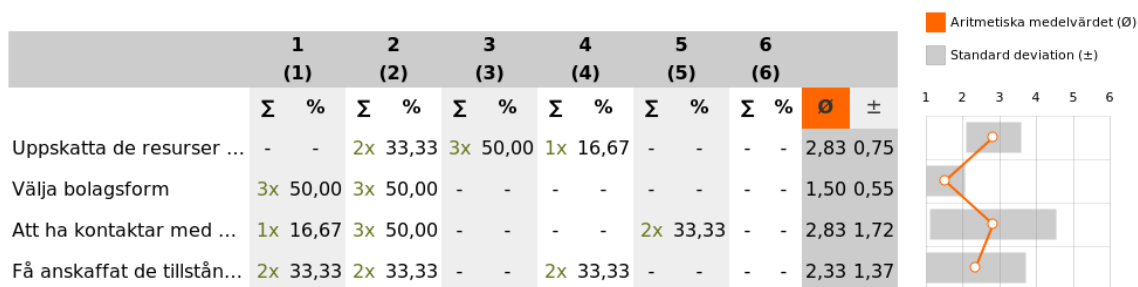 Aritmetiska medelvärdet (Ø)
Standard deviation (±)
1 2 3 4 5 6
(1) (2) (3) (4) (5) (6)
Σ % Σ % Σ % Σ % Σ % Σ % Ø ±
1 2 3 4 5 6
Uppskatta de resurser ... - - 2x 33,33 3x 50,00 1x 16,67 - - - - 2,83 0,75
Välja bolagsform 3x 50,00 3x 50,00 - - - - - - - - 1,50 0,55
Att ha kontaktar med ... 1x 16,67 3x 50,00 - - - - 2x 33,33 - - 2,83 1,72
Få anskaffat de tillstån... 2x 33,33 2x 33,33 - - 2x 33,33 - - - - 2,33 1,37